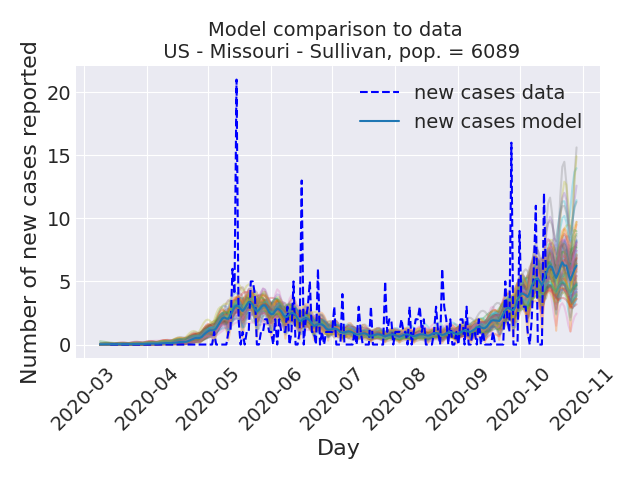 Model comparison to data
US - Missouri - Sullivan, pop. = 6089
Number of new cases reported
20
15
10
5
0
new cases data
new cases model
2020-03
2020-04
2020-05
2020-06
2020-07
2020-08
2020-09
2020-10
2020-11
Day